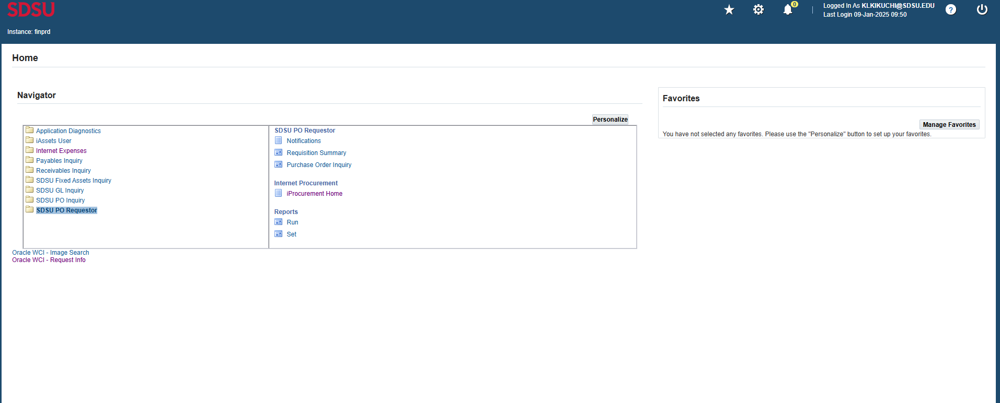 SDSU
0
Logged In As KLKIKUCHI@SDSU.EDU
?
Last Login 09-Jan-2025 09:50
Instance: finprd
Home
Navigator
Personalize
Application Diagnostics
iAssets User
Internet Expenses
Payables Inquiry
Receivables Inquiry
SDSU Fixed Assets Inquiry
SDSU GL Inquiry
SDSU PO Inquiry
SDSU PO Requestor
SDSU PO Requestor
Notifications
Requisition Summary
Purchase Order Inquiry
Internet Procurement
iProcurement Home
Reports
Run
Set
Oracle WCI - Image Search
Oracle WCI - Request Info
Favorites
Manage Favorites
You have not selected any favorites. Please use the "Personalize" button to set up your favorites.